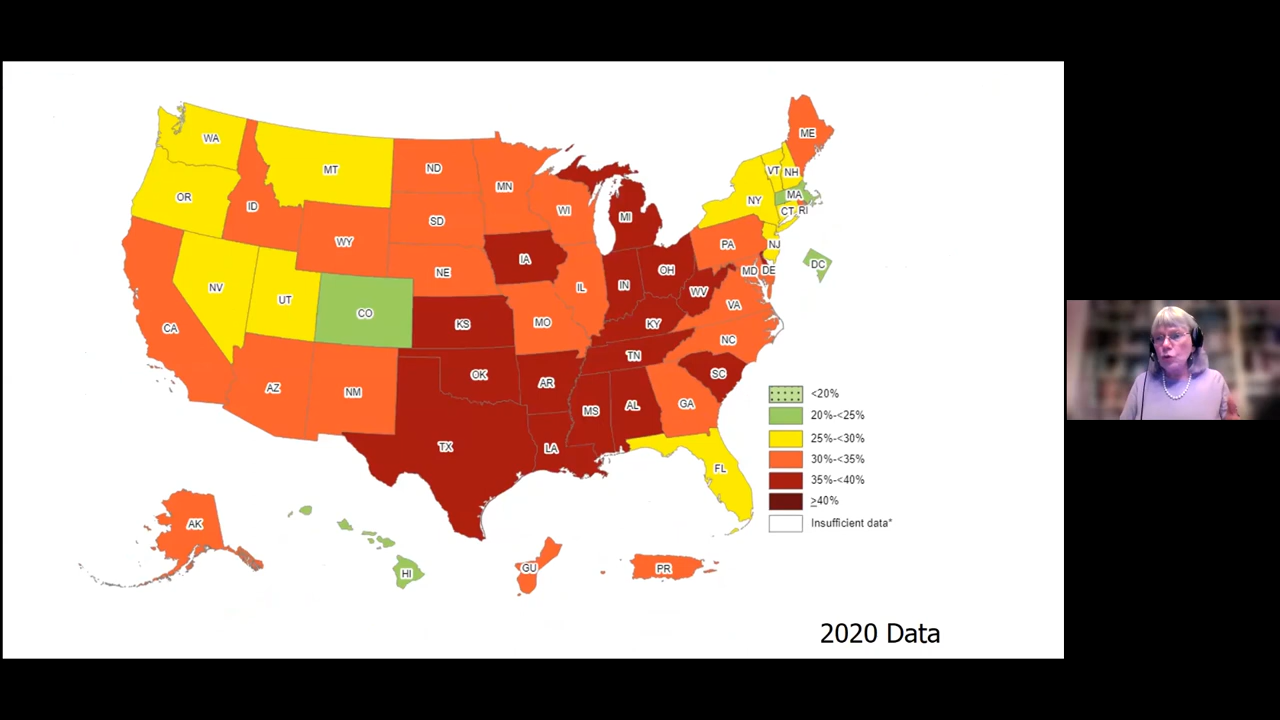 ME
WA
MT
ND
MN
VT
NH
OR
ID
SD
WI
NY
MA
CT
RI
MI
WY
IA
PA
NJ
NE
OH
MD
DE
DC
NV
UT
CO
IL
IN
WV
VA
CA
KS
MO
KY
NC
TN
AZ
NM
OK
AR
SC
MS
AL
GA
TX
LA
FL
<20%
20%-<25%
25%-<30%
30%-<35%
35%-<40%
≥40%
Insufficient data*
AK
HI
GU
PR
2020 Data